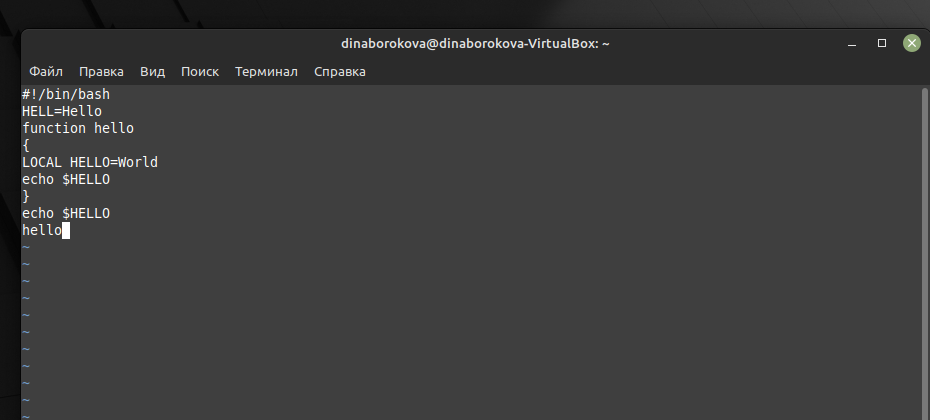 dinaborokova@dinaborokova-VirtualBox: ~
Файл Правка Вид Поиск Терминал Справка
#!/bin/bash
HELL=Hello
function hello
{
LOCAL HELLO=World
echo $HELLO
}
echo $HELLO
hello
~
~
~
~
~
~
~
~
~
~
~